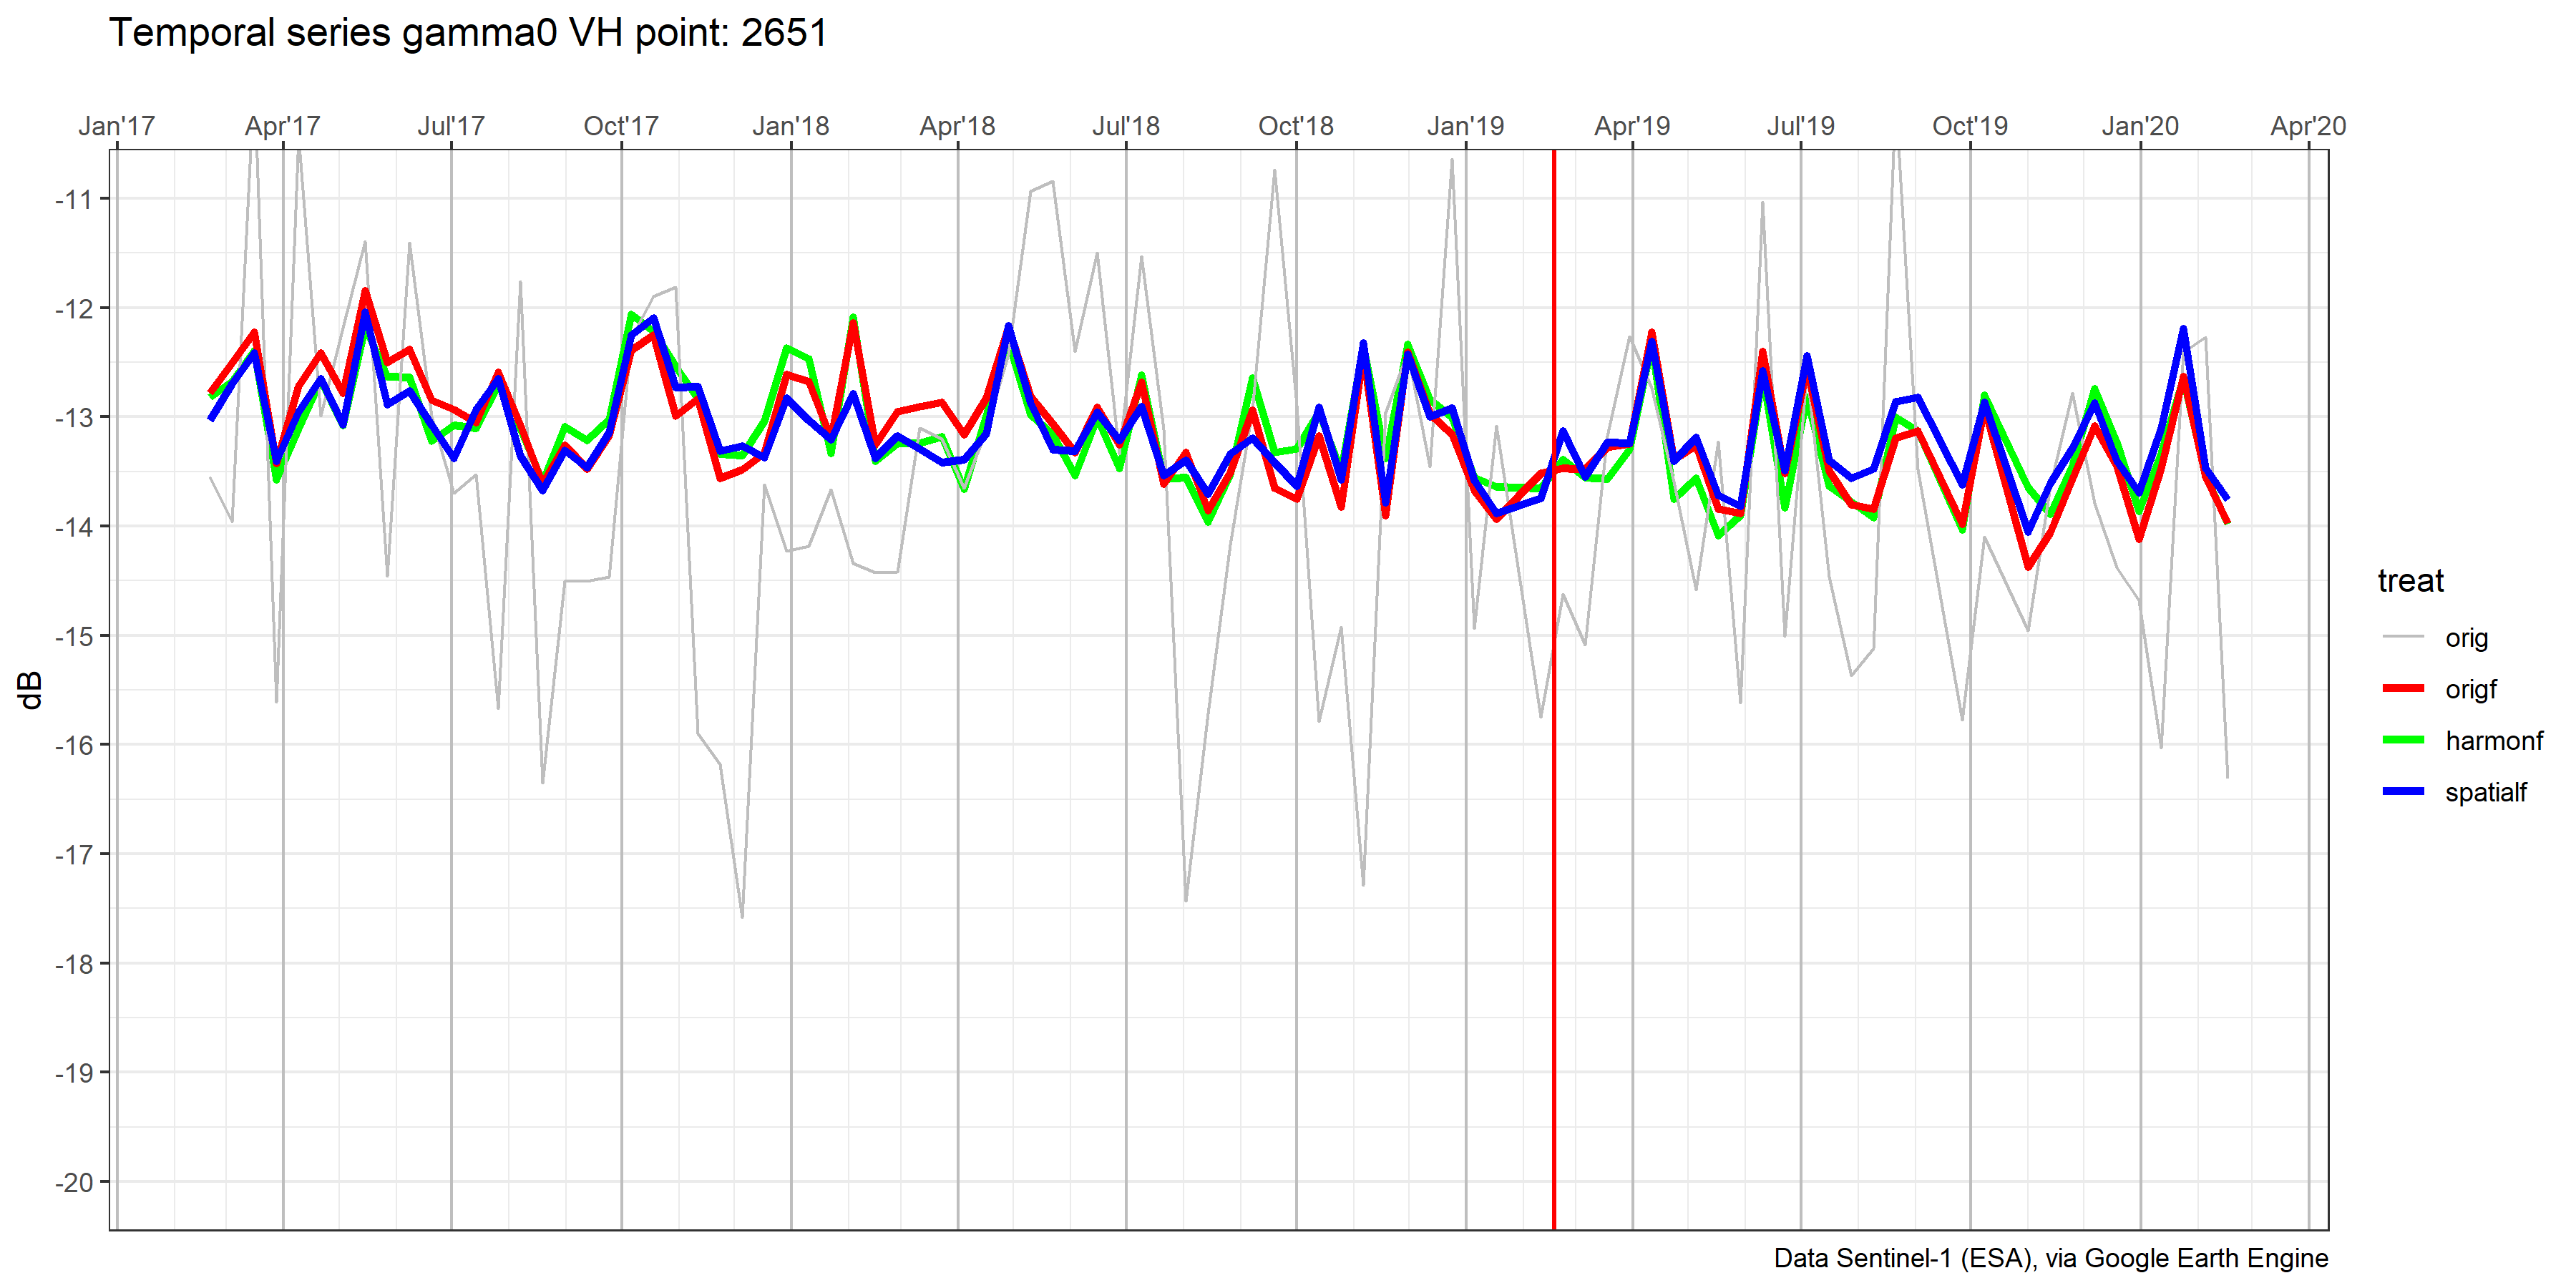 Temporal series gamma0 VH point: 2651
Jan'17 Apr'17 Jul'17 Oct'17 Jan'18 Apr'18 Jul'18 Oct'18 Jan'19 Apr'19 Jul'19 Oct'19 Jan'20 Apr'20
-11
-12
-13
-14
-15
-16
-17
-18
-19
-20
dB
treat
orig
origf
harmonf
spatialf
Data Sentinel-1 (ESA), via Google Earth Engine